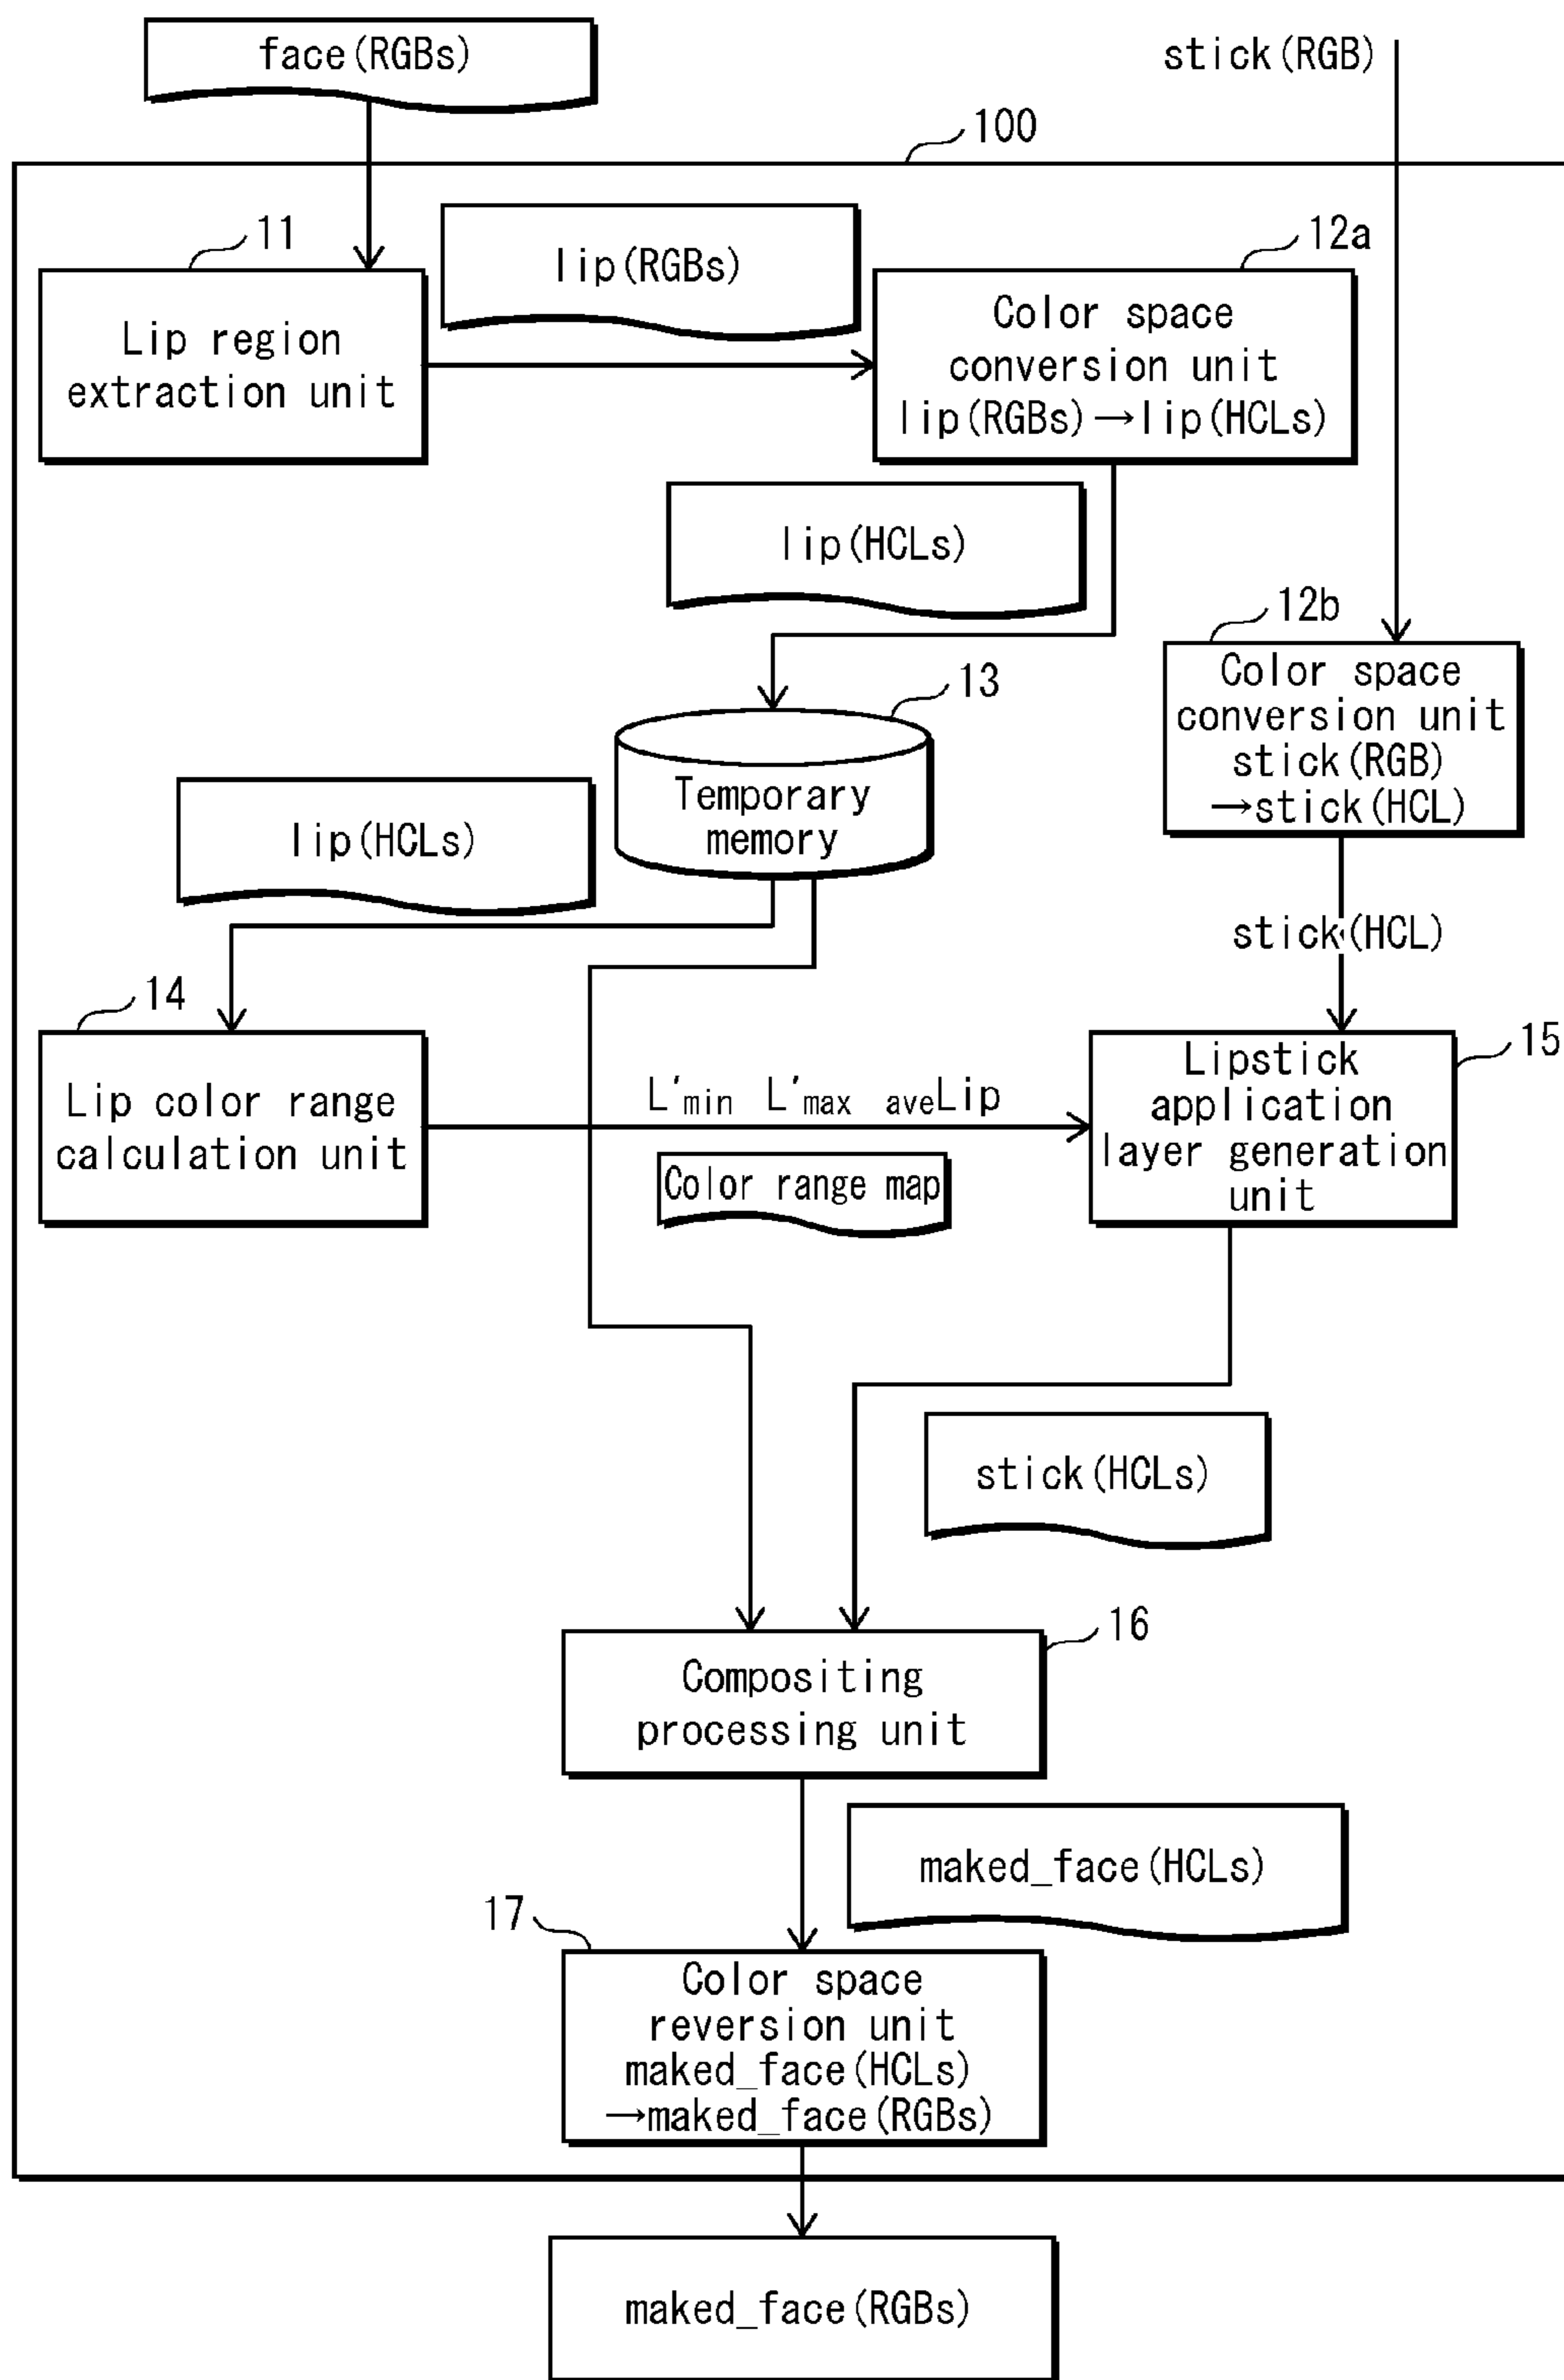 face(RGBs)
stick(RGB)
100
11
lip(RGBs)
12a
Lip region
extraction unit
Color space
conversion unit
lip(RGBs)→lip(HCLs)
lip(HCLs)
12b
Color space
conversion unit
stick(RGB)
→stick(HCL)
13
Temporary
memory
lip(HCLs)
stick(HCL)
14
Lip color range
calculation unit
L'min L'max aveLip
Color range map
15
Lipstick
application
layer generation
unit
stick(HCLs)
16
Compositing
processing unit
maked_face(HCLs)
17
Color space
reversion unit
maked_face(HCLs)
→maked_face(RGBs)
maked_face(RGBs)